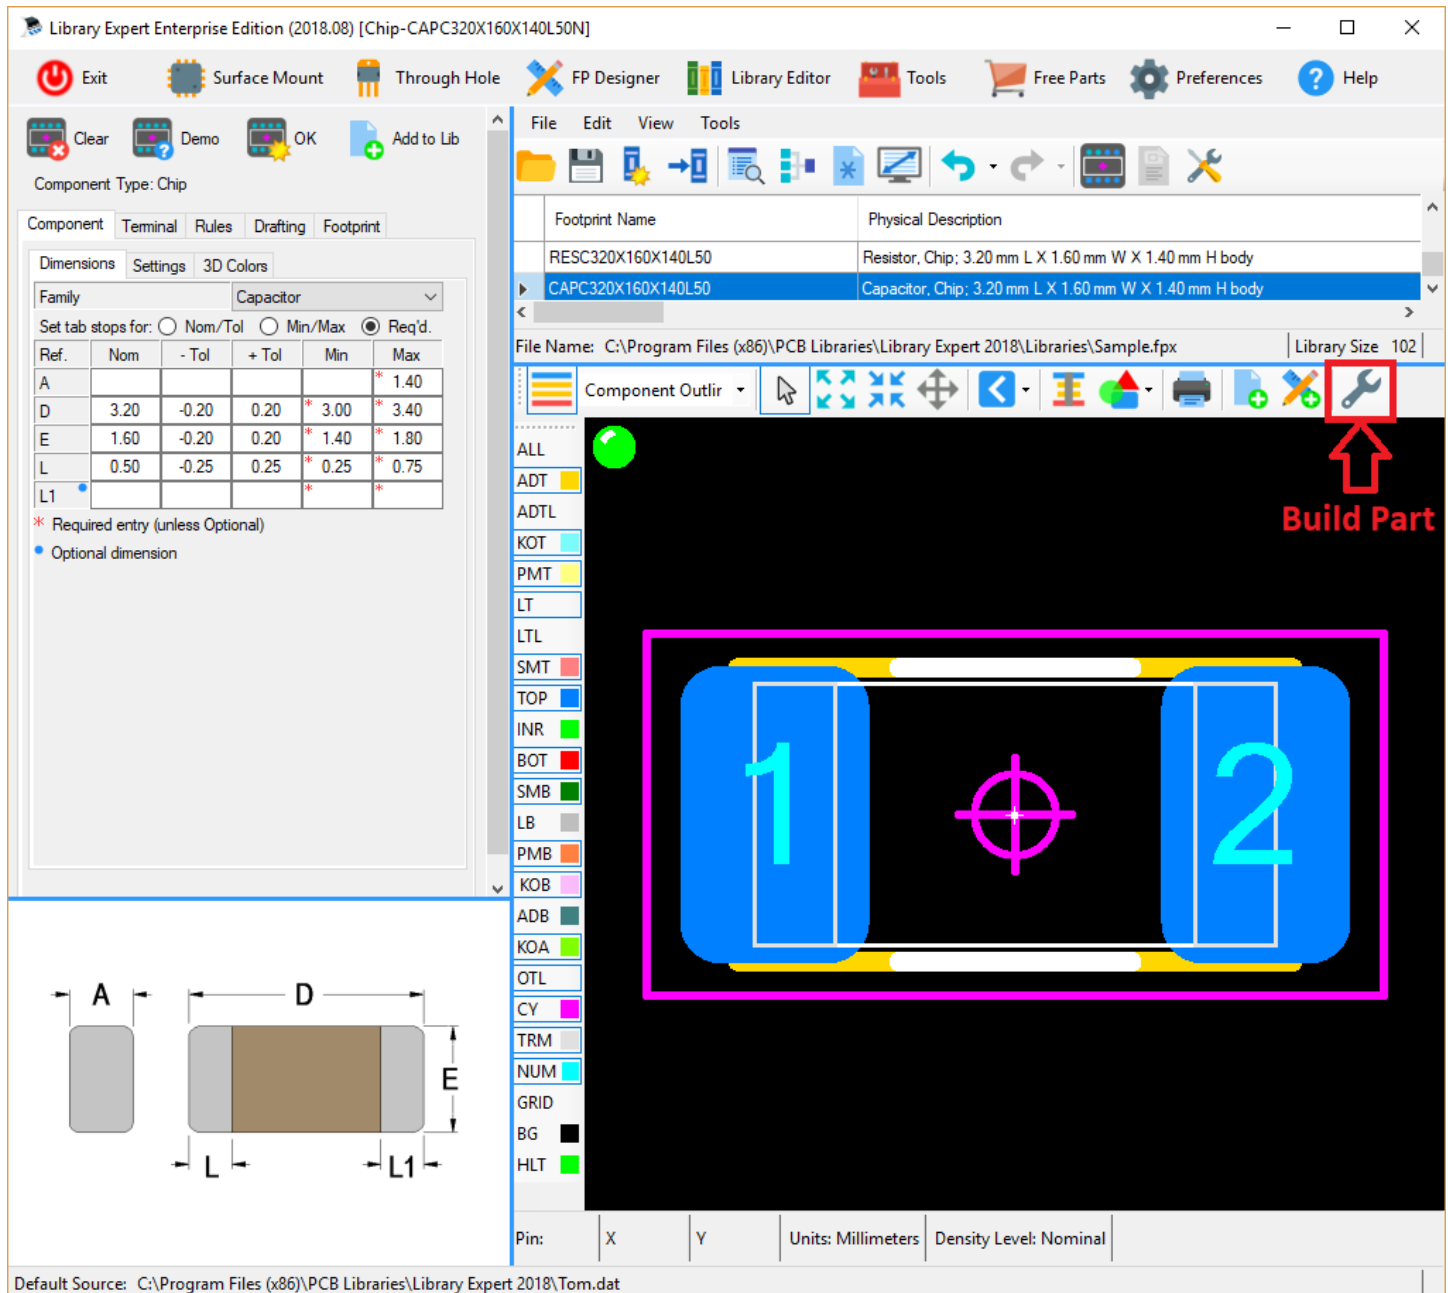 Library Expert Enterprise Edition (2018.08) [Chip-CAPC320X160X140L50N]
Exit Surface Mount Through Hole FP Designer Library Editor Tools Free Parts Preferences Help
Clear Demo OK Add to Lib
Component Type: Chip
Component Terminal Rules Drafting Footprint
Dimensions Settings 3D Colors
Family Capacitor
Set tab stops for: Nom/Tol Min/Max Req'd.
Ref. Nom - Tol + Tol Min Max
A * 1.40
D 3.20 -0.20 0.20 * 3.00 * 3.40
E 1.60 -0.20 0.20 * 1.40 * 1.80
L 0.50 -0.25 0.25 * 0.25 * 0.75
L1 * *
* Required entry (unless Optional)
Optional dimension
A D
E
L L1
File Edit View Tools
Footprint Name Physical Description
RESC320X160X140L50 Resistor, Chip; 3.20 mm L X 1.60 mm W X 1.40 mm H body
CAPC320X160X140L50 Capacitor, Chip; 3.20 mm L X 1.60 mm W X 1.40 mm H body
File Name: C:\Program Files (x86)\PCB Libraries\Library Expert 2018\Libraries\Sample.fpx Library Size 102
Component Outlir
Build Part
ALL
ADT
ADTL
KOT
PMT
LT
LTL
SMT
TOP
INR
BOT
SMB
LB
PMB
KOB
ADB
KOA
OTL
CY
TRM
NUM
GRID
BG
HLT
1 2
Pin: X Y Units: Millimeters Density Level: Nominal
Default Source: C:\Program Files (x86)\PCB Libraries\Library Expert 2018\Tom.dat